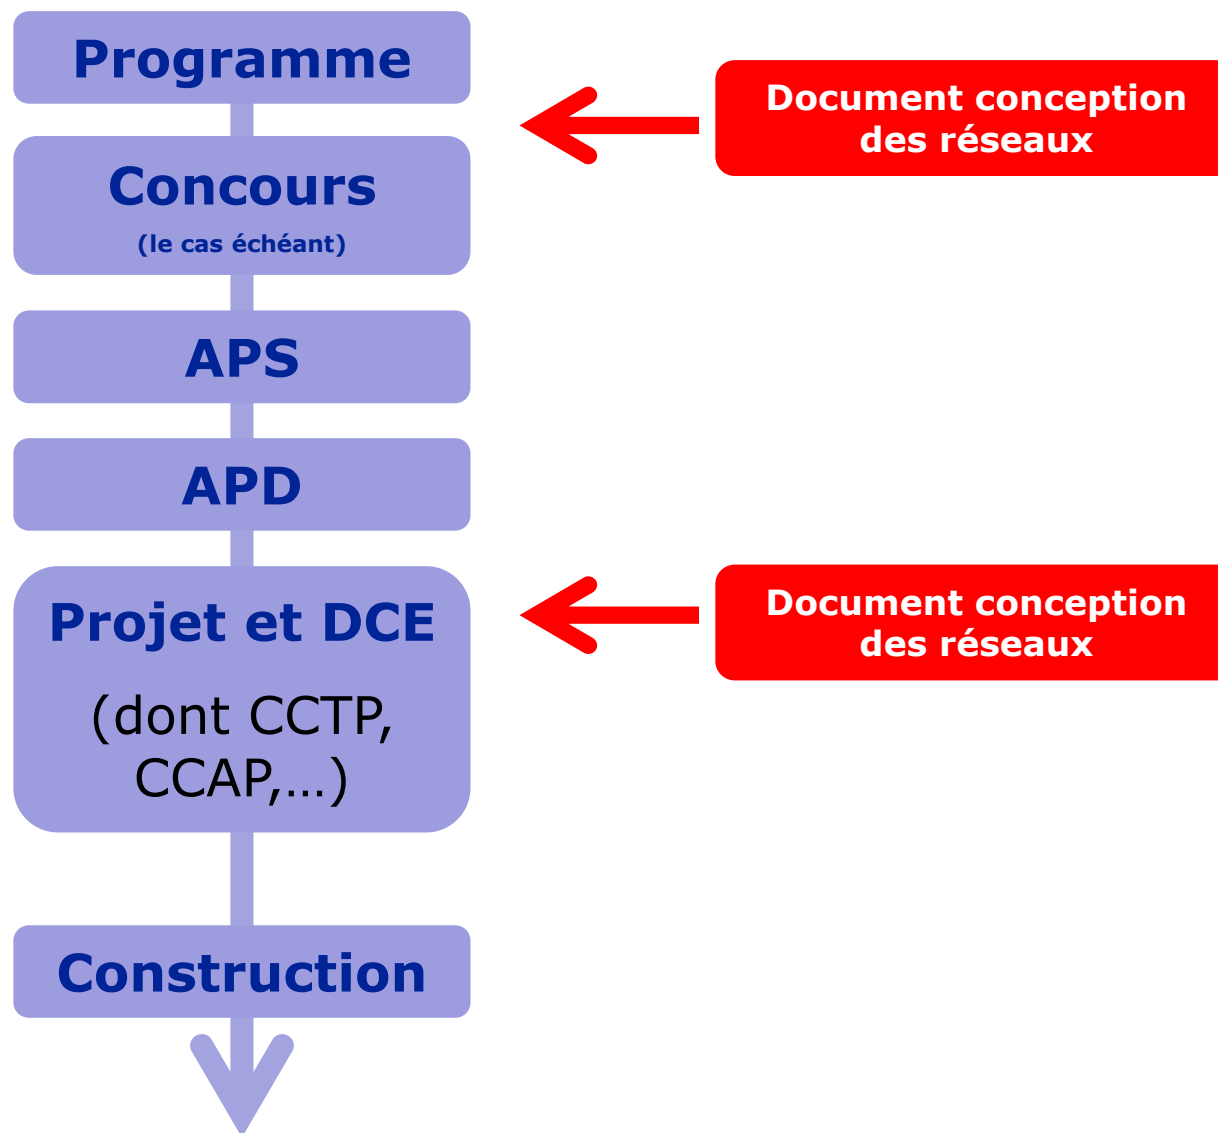 Programme
Document conception
des réseaux
Concours
(le cas échéant)
APS
APD
Projet et DCE
(dont CCTP,
CCAP,...)
Document conception
des réseaux
Construction